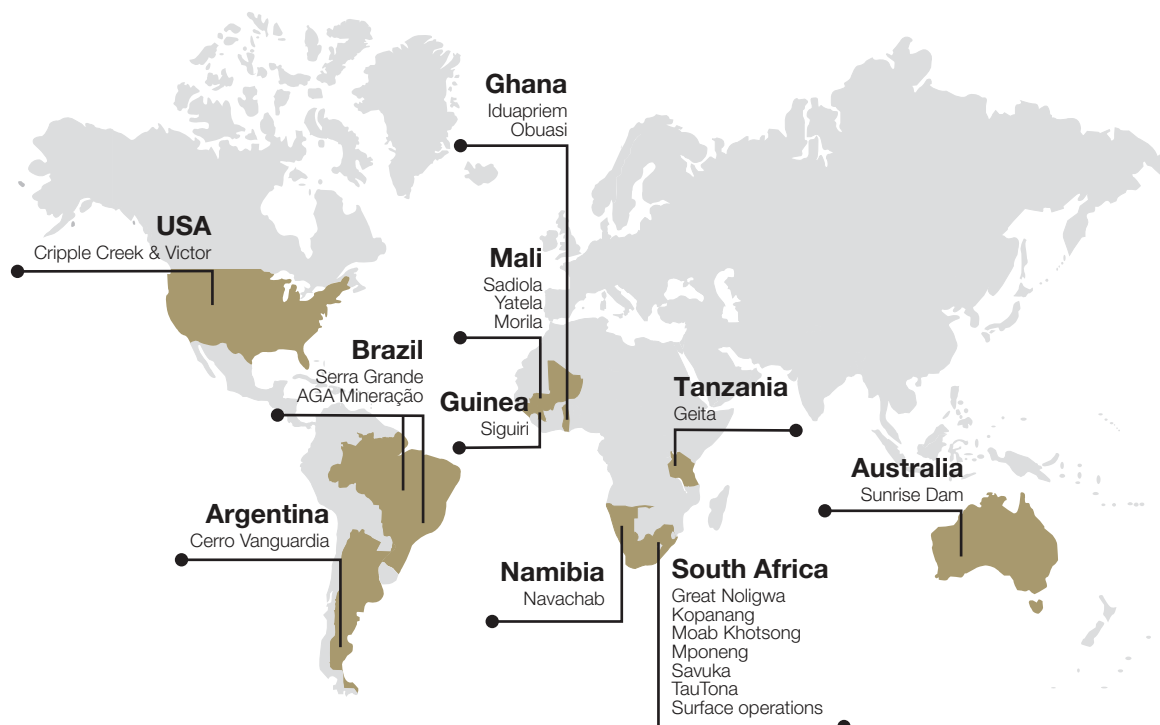 Ghana
Iduapriem
Obuasi
USA
Cripple Creek & Victor
Mali
Sadiola
Yatela
Morila
Brazil
Serra Grande
AGA Mineração
Guinea
Siguiri
Tanzania
Geita
Australia
Sunrise Dam
Argentina
Cerro Vanguardia
Namibia
Navachab
South Africa
Great Noligwa
Kopanang
Moab Khotsong
Mponeng
Savuka
TauTona
Surface operations